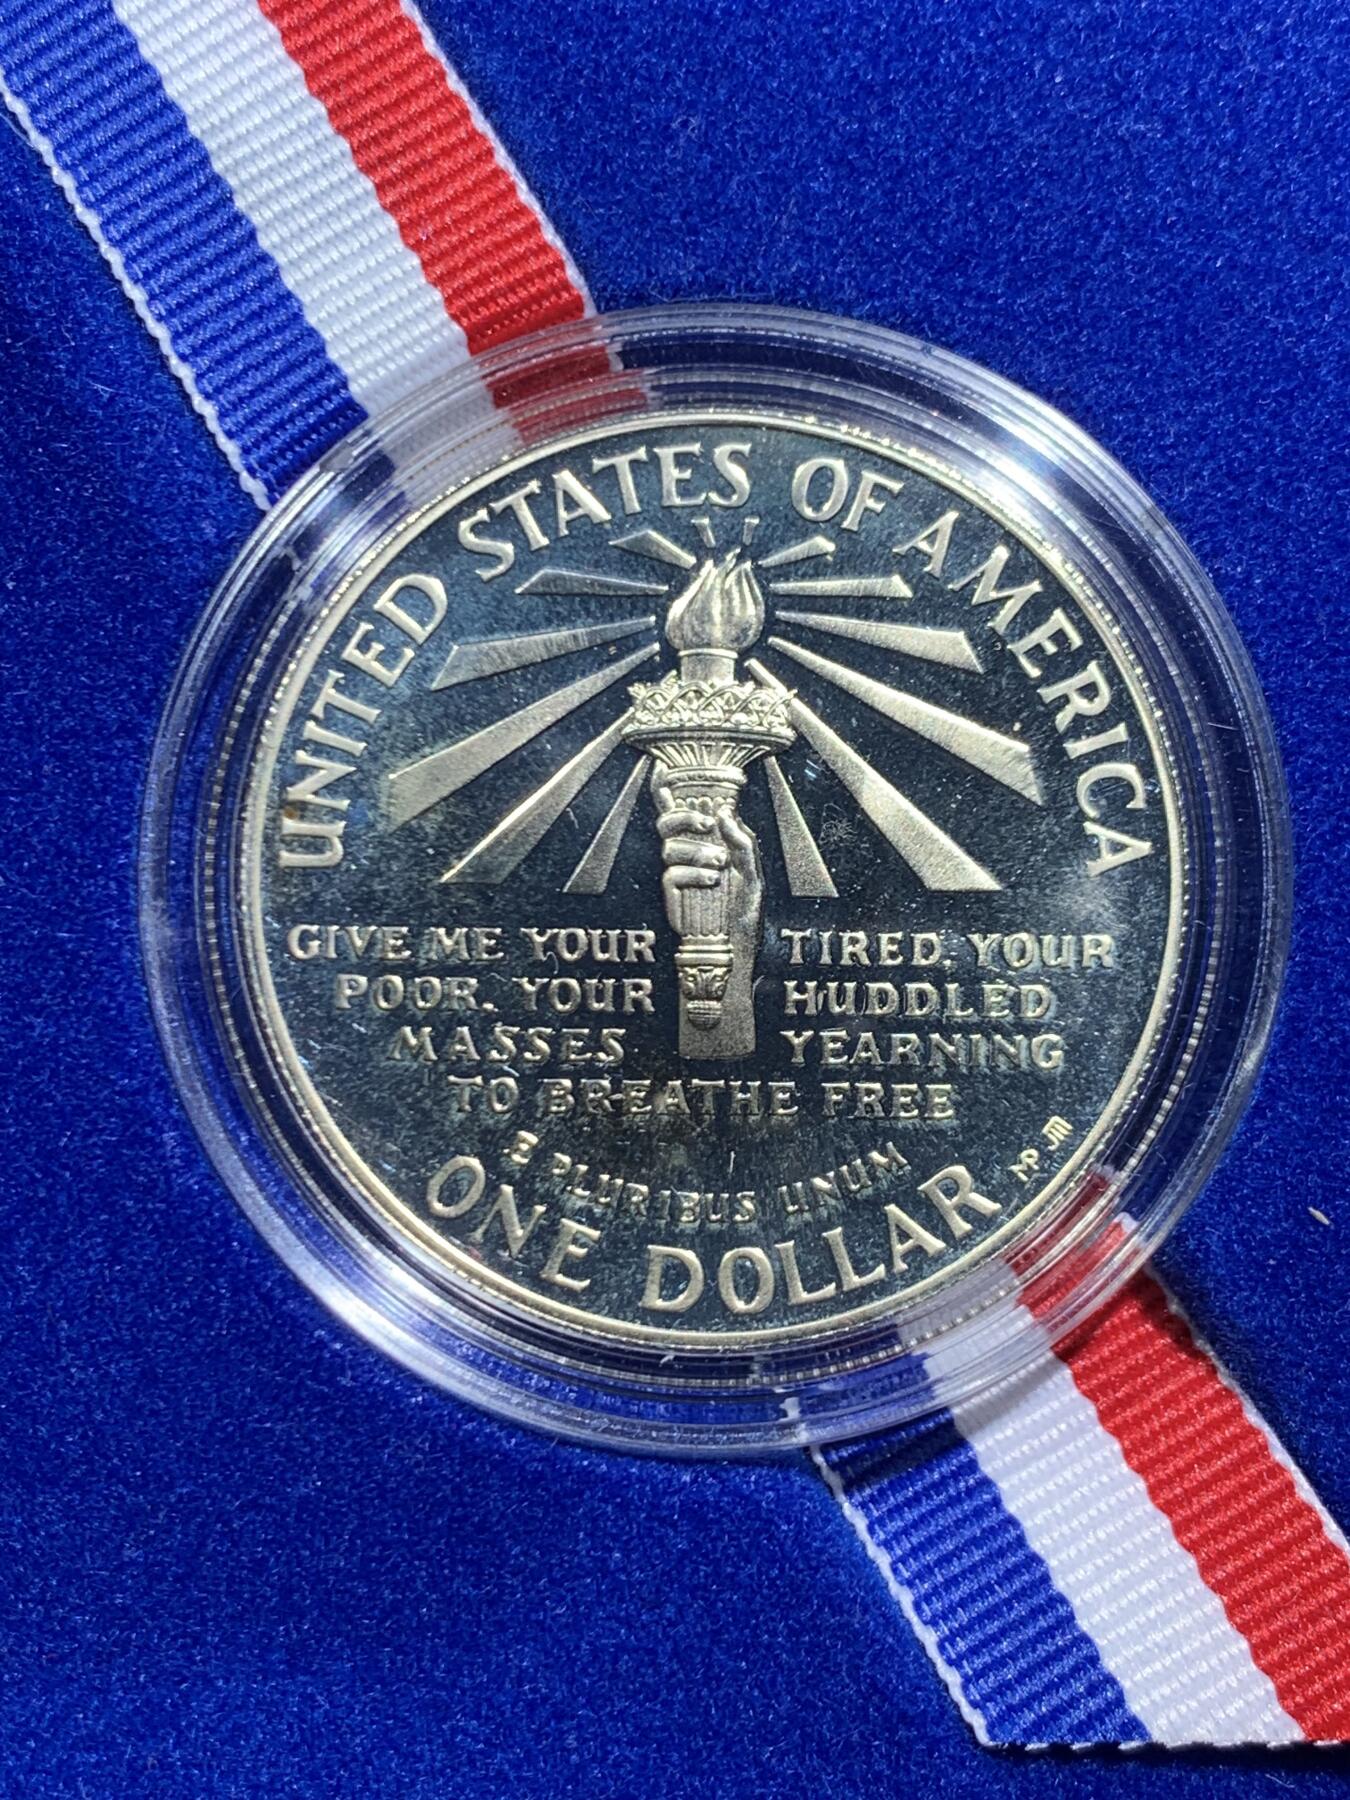 UNITED STATES OF AMERICA
GIVE ME YOUR TIRED, YOUR
POOR, YOUR HUDDLED
MASSES YEARNING
TO BREATHE FREE
E PLURIBUS UNUM
ONE DOLLAR